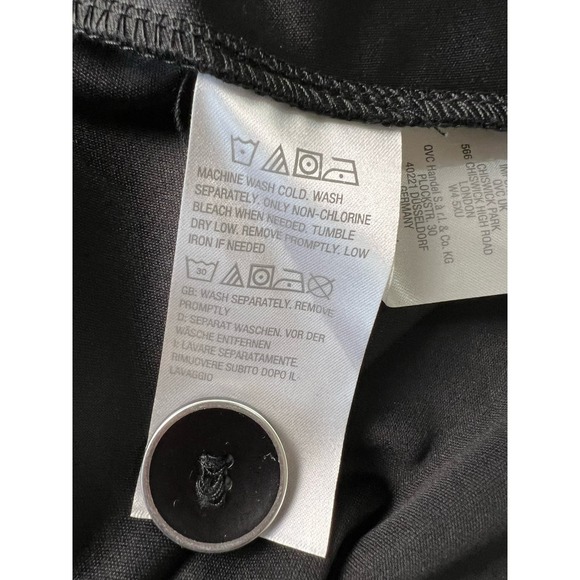 MACHINE WASH COLD. WASH
SEPARATELY. ONLY NON-CHLORINE
BLEACH WHEN NEEDED. TUMBLE
DRY LOW. REMOVE PROMPTLY. LOW
IRON IF NEEDED
30
GB: WASH SEPARATELY. REMOVE
PROMPTLY
D: SEPARAT WASCHEN. VOR DER
WÄSCHE ENTFERNEN
I: LAVARE SEPARATAMENTE
RIMUOVERE SUBITO DOPO IL
LAVAGGIO
QVC UK
CHISWICK PARK
566 CHISWICK HIGH ROAD
LONDON
W4 5XU
QVC Handel S.à r.l. & Co. KG
PLOCKSTR. 30
40221 DÜSSELDORF
GERMANY